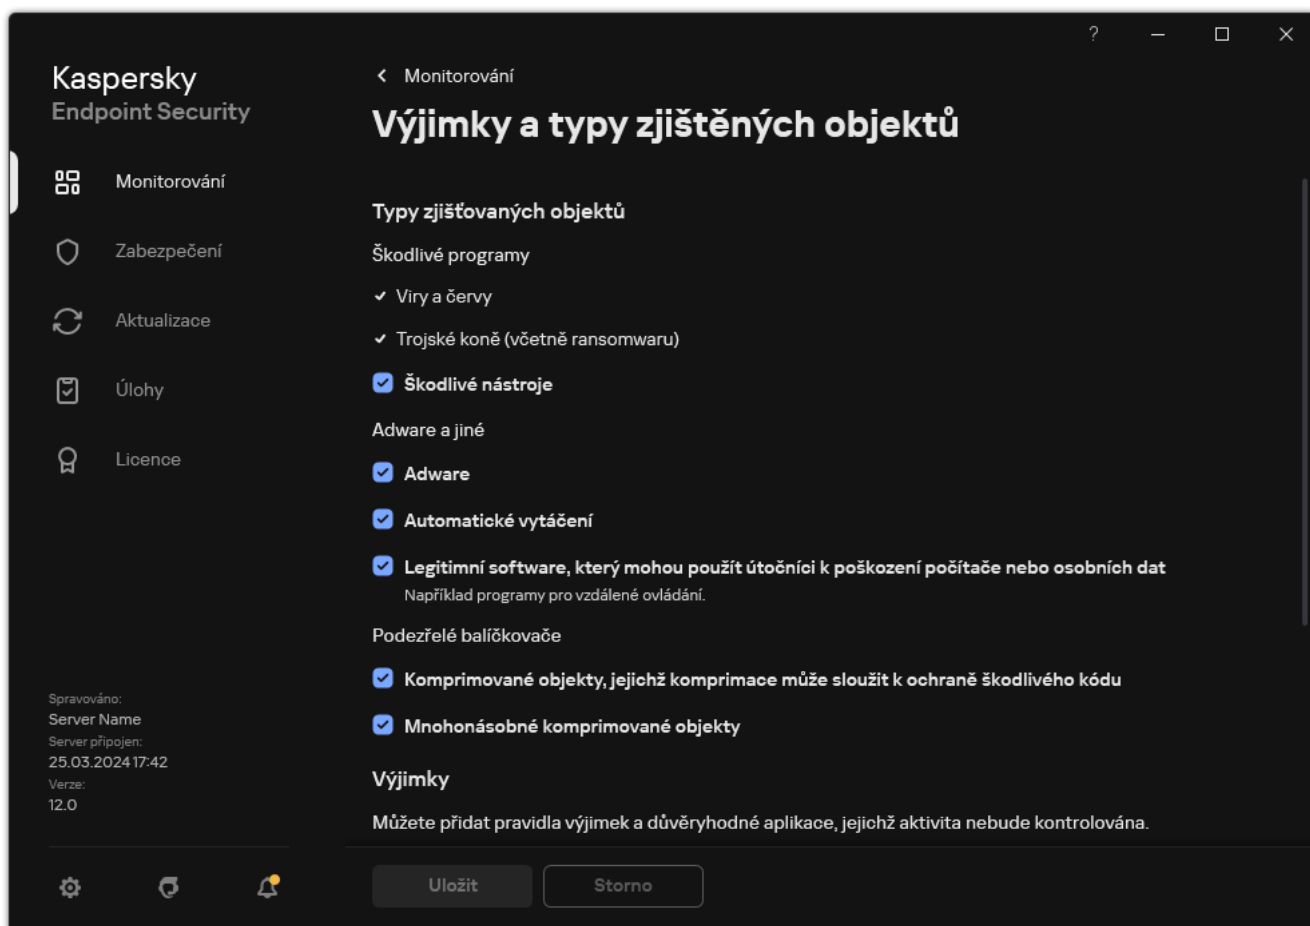 ?
Kaspersky
Endpoint Security
Monitorování
Zabezpečení
Aktualizace
Úlohy
Licence
Spravováno:
Server Name
Server připojen:
25.03.2024 17:42
Verze:
12.0
Monitorování
Výjimky a typy zjištěných objektů
Typy zjišťovaných objektů
Škodlivé programy
Viry a červy
Trojské koně (včetně ransomwaru)
Škodlivé nástroje
Adware a jiné
Adware
Automatické vytáčení
Legitimní software, který mohou použít útočníci k poškození počítače nebo osobních dat
Například programy pro vzdálené ovládání.
Podezřelé balíčkovače
Komprimované objekty, jejichž komprimace může sloužit k ochraně škodlivého kódu
Mnohonásobné komprimované objekty
Výjimky
Můžete přidat pravidla výjimek a důvěryhodné aplikace, jejichž aktivita nebude kontrolována.
Uložit
Storno